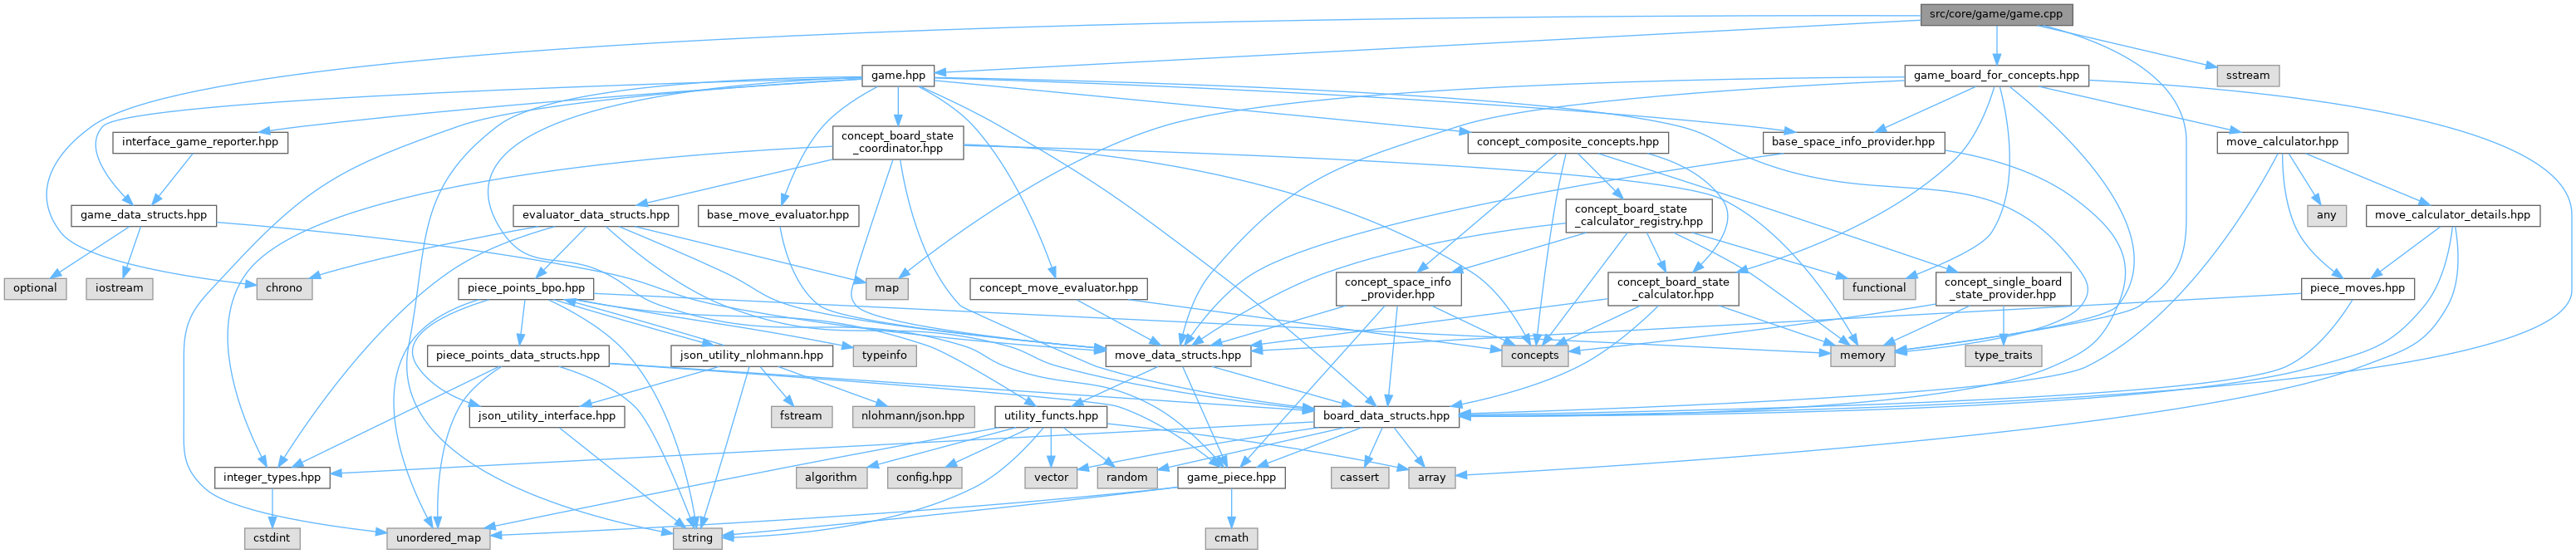 src/core/game/game.cpp
game.hpp
game_board_for_concepts.hpp
sstream
interface_game_reporter.hpp
concept_board_state
_coordinator.hpp
concept_composite_concepts.hpp
base_space_info_provider.hpp
move_calculator.hpp
game_data_structs.hpp
evaluator_data_structs.hpp
base_move_evaluator.hpp
concept_board_state
_calculator_registry.hpp
any
move_calculator_details.hpp
optional
iostream
chrono
piece_points_bpo.hpp
map
concept_move_evaluator.hpp
concept_space_info
_provider.hpp
concept_board_state
_calculator.hpp
functional
concept_single_board
_state_provider.hpp
piece_moves.hpp
piece_points_data_structs.hpp
json_utility_nlohmann.hpp
typeinfo
move_data_structs.hpp
concepts
memory
type_traits
json_utility_interface.hpp
fstream
nlohmann/json.hpp
utility_functs.hpp
board_data_structs.hpp
integer_types.hpp
algorithm
config.hpp
vector
random
game_piece.hpp
cassert
array
cstdint
unordered_map
string
cmath